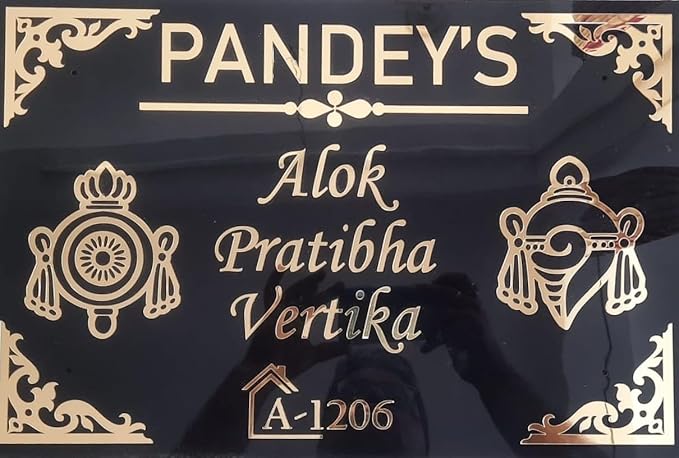 PANDEY'S
Alok
Pratibha
Vertika
A-1206